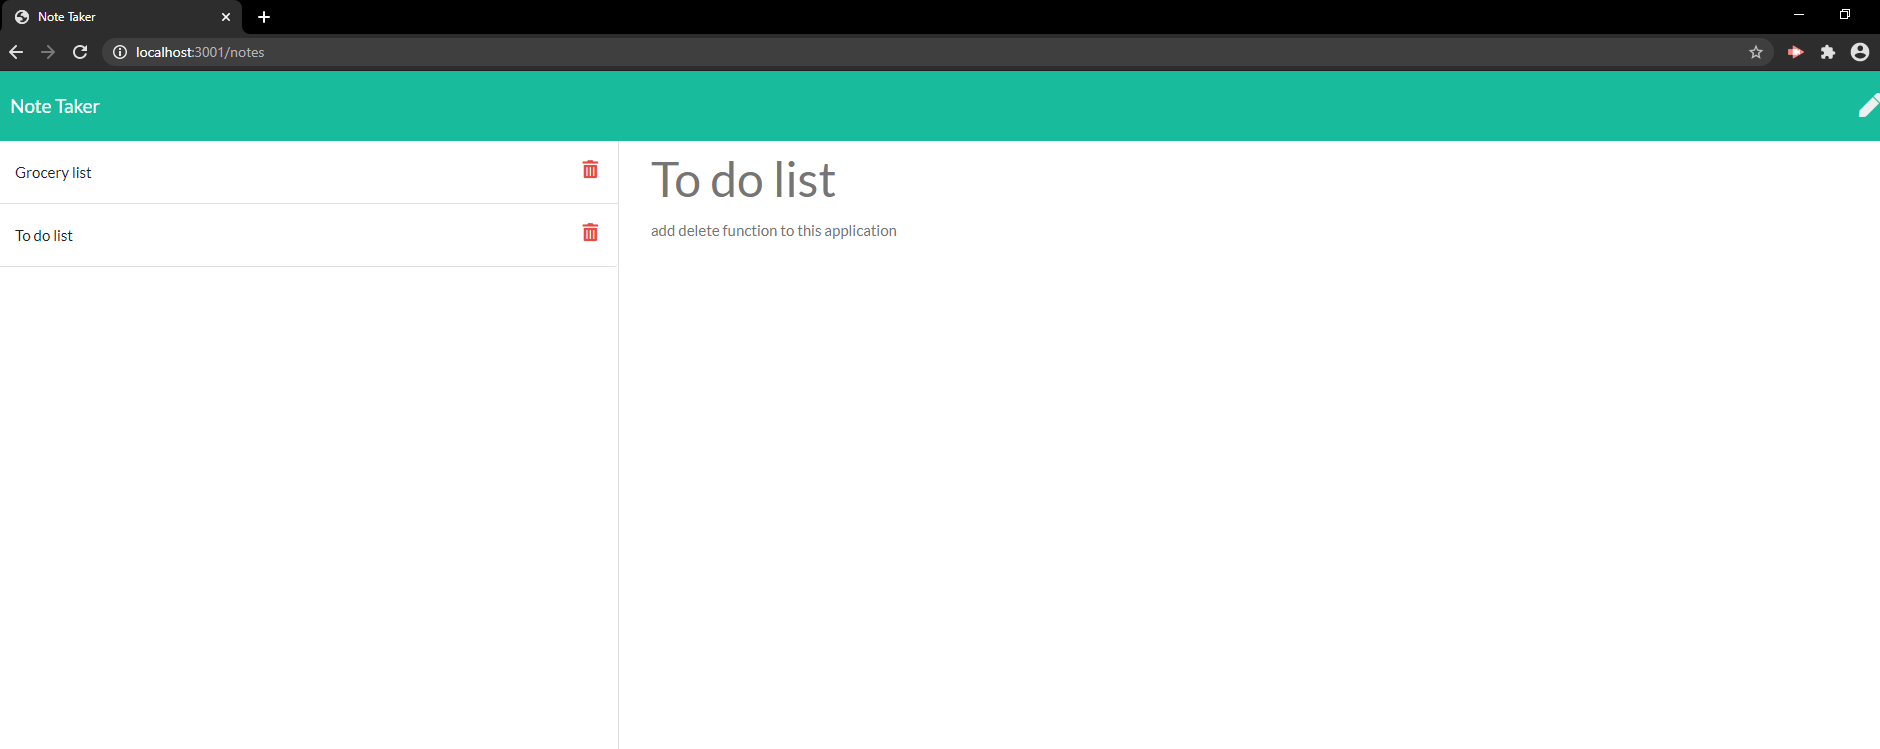 Note Taker
localhost:3001/notes
Note Taker
Grocery list
To do list
To do list
add delete function to this application